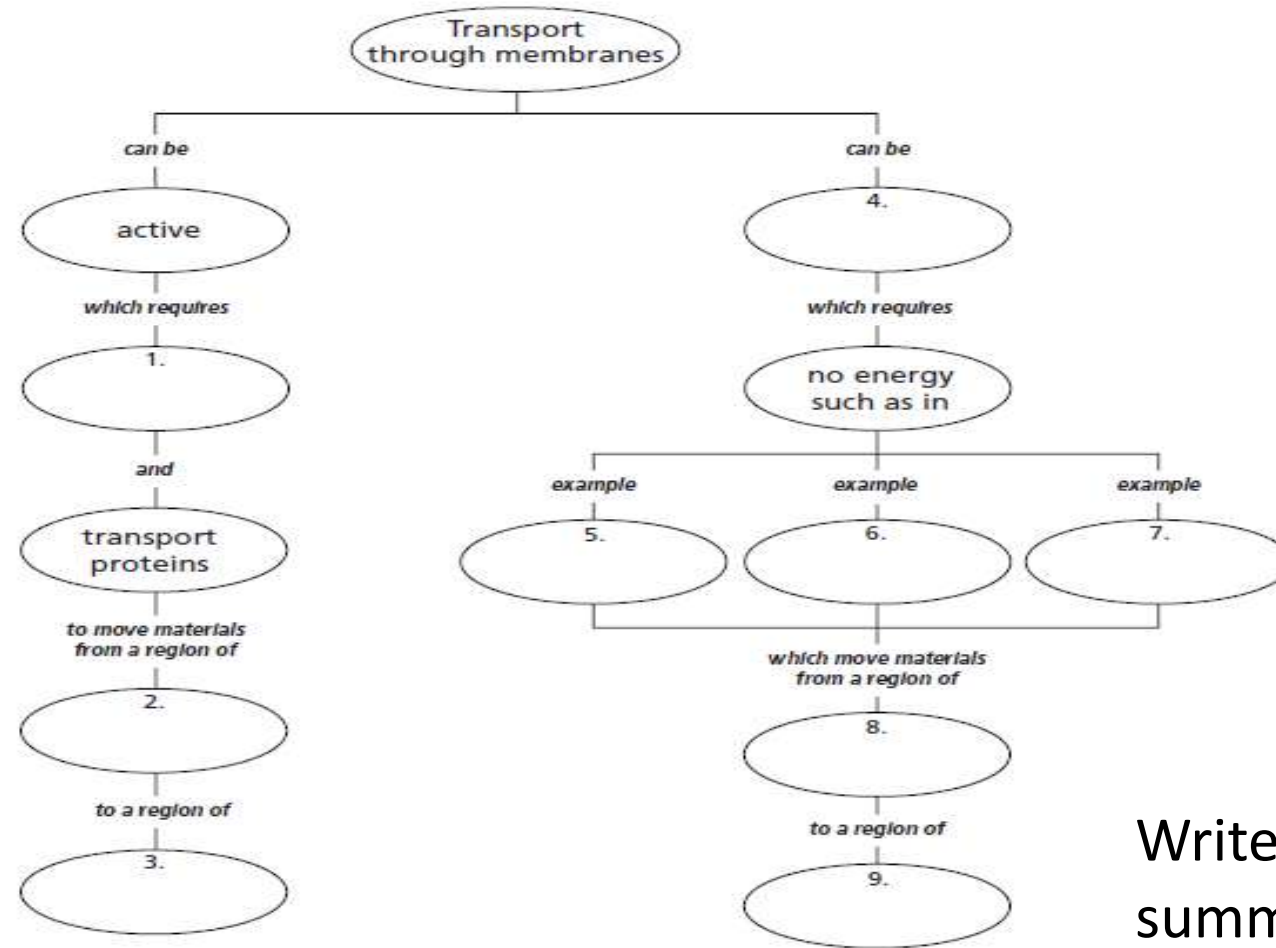 Transport
through membranes
can be
can be
active
4.
which requires
which requires
1.
no energy
such as in
and
example
example
example
transport
proteins
5.
6.
7.
to move materials
from a region of
which move materials
from a region of
2.
8.
to a region of
to a region of
3.
9.
Write
summ